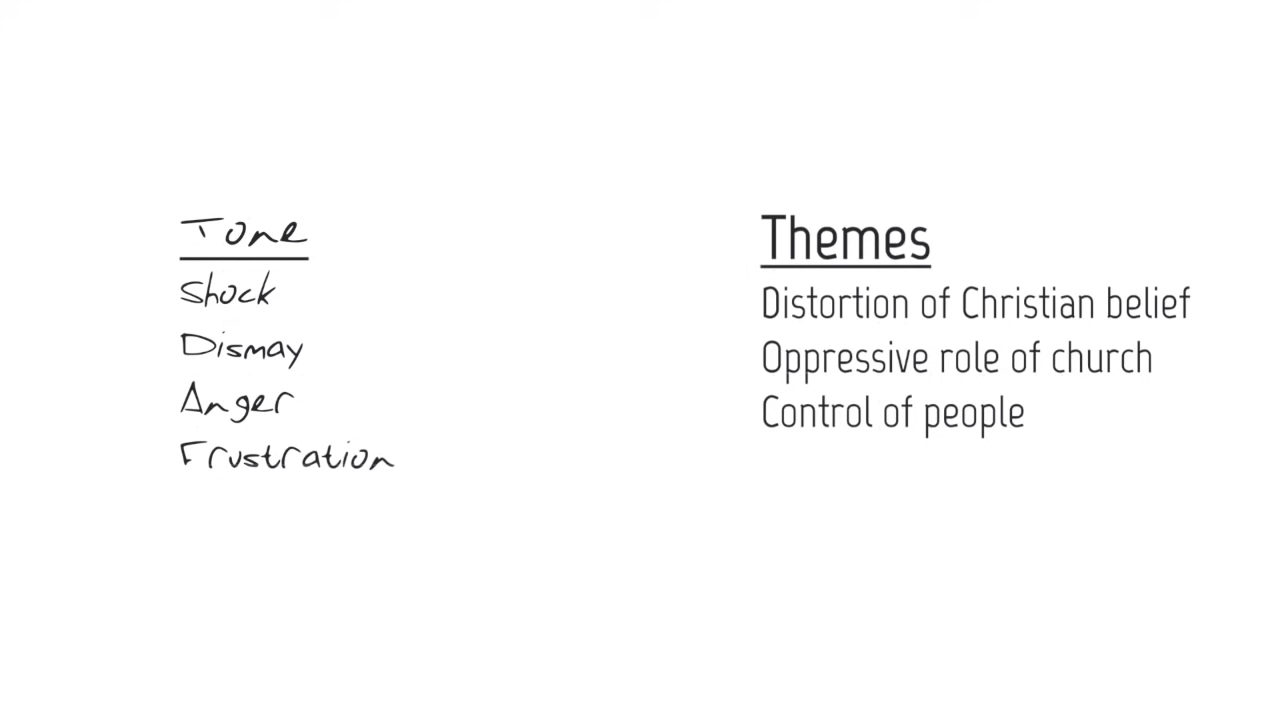 Tone
Shock
Dismay
Anger
Frustration
Themes
Distortion of Christian belief
Oppressive role of church
Control of people